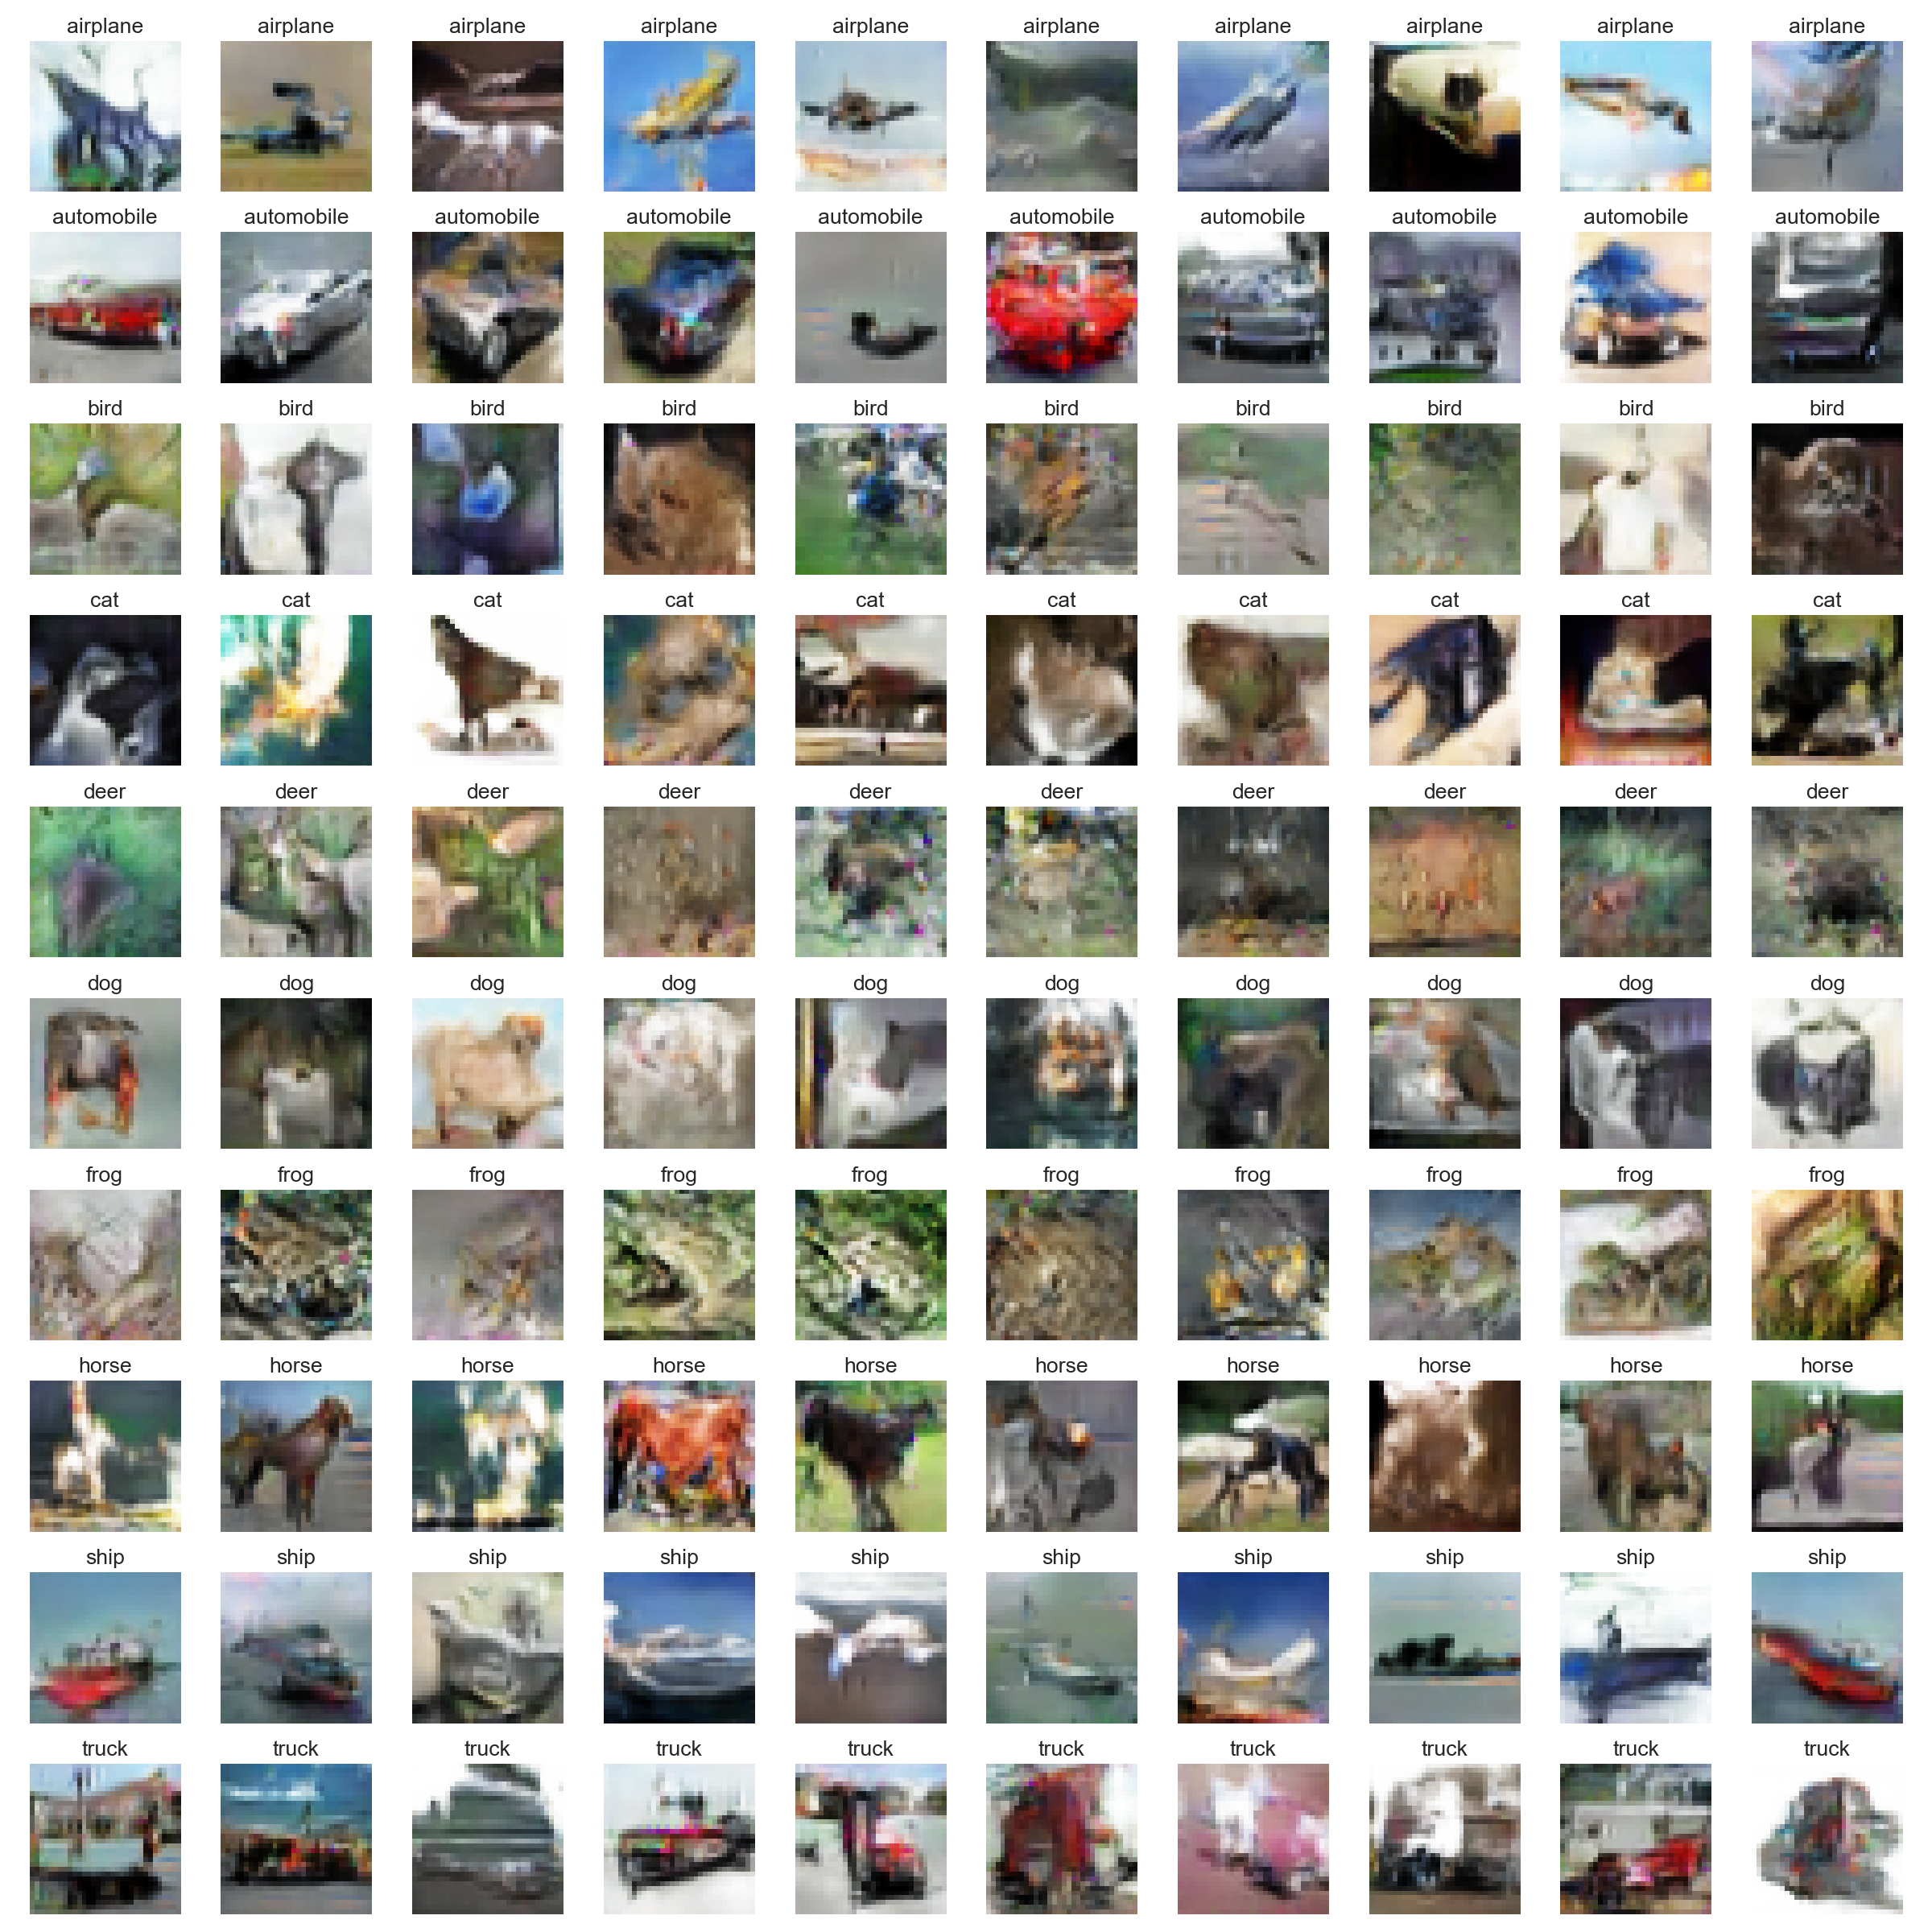 airplane airplane airplane airplane airplane airplane airplane airplane airplane airplane
automobile automobile automobile automobile automobile automobile automobile automobile automobile automobile
bird bird bird bird bird bird bird bird bird bird
cat cat cat cat cat cat cat cat cat cat
deer deer deer deer deer deer deer deer deer deer
dog dog dog dog dog dog dog dog dog dog
frog frog frog frog frog frog frog frog frog frog
horse horse horse horse horse horse horse horse horse horse
ship ship ship ship ship ship ship ship ship ship
truck truck truck truck truck truck truck truck truck truck